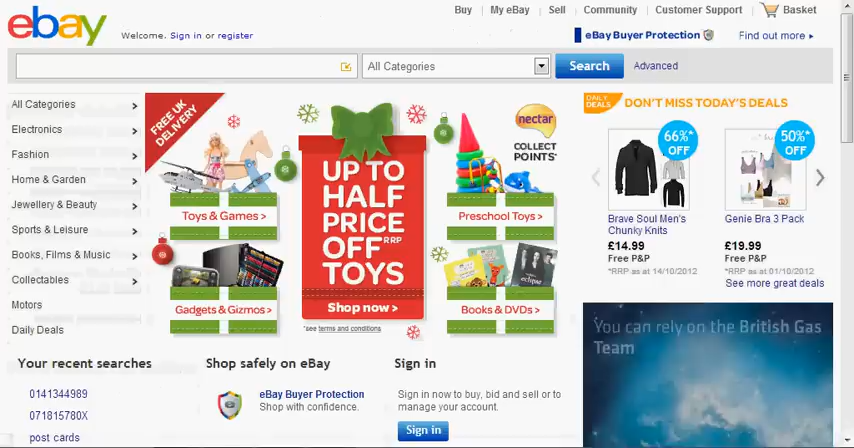 Buy My eBay Sell Community Customer Support Basket
ebay
Welcome. Sign in or register
eBay Buyer Protection
Find out more
All Categories
Search
Advanced
All Categories
Electronics
Fashion
Home & Garden
Jewellery & Beauty
Sports & Leisure
Books, Films & Music
Collectables
Motors
Daily Deals
FREE UK
DELIVERY
Toys & Games >
Gadgets & Gizmos >
UP TO
HALF
PRICE
OFF RRP
TOYS
Shop now >
*see terms and conditions
nectar
COLLECT
POINTS*
Preschool Toys >
eclipse
Books & DVDs >
DAILY
DEALS
DON'T MISS TODAY'S DEALS
66%*
OFF
Brave Soul Men's
Chunky Knits
£14.99
Free P&P
*RRP as at 14/10/2012
50%*
OFF
Genie Bra 3 Pack
£19.99
Free P&P
*RRP as at 01/10/2012
See more great deals
You can rely on the British Gas
Team
Your recent searches
0141344989
071815780X
post cards
Shop safely on eBay
eBay Buyer Protection
Shop with confidence.
Sign in
Sign in now to buy, bid and sell or to
manage your account.
Sign in